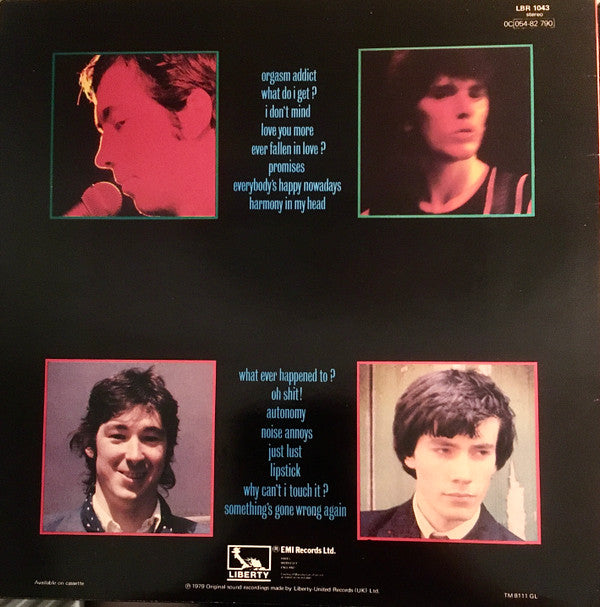 LBR 1043
stereo
OC 054-82 790
orgasm addict
what do i get?
i don't mind
love you more
ever fallen in love?
promises
everybody's happy nowadays
harmony in my head
what ever happened to?
oh shit!
autonomy
noise annoys
just lust
lipstick
why can't i touch it?
something's gone wrong again
LIBERTY
® EMI Records Ltd.
Available on cassette
℗ 1979 Original sound recordings made by Liberty-United Records (UK) Ltd.
TM 8111 GL